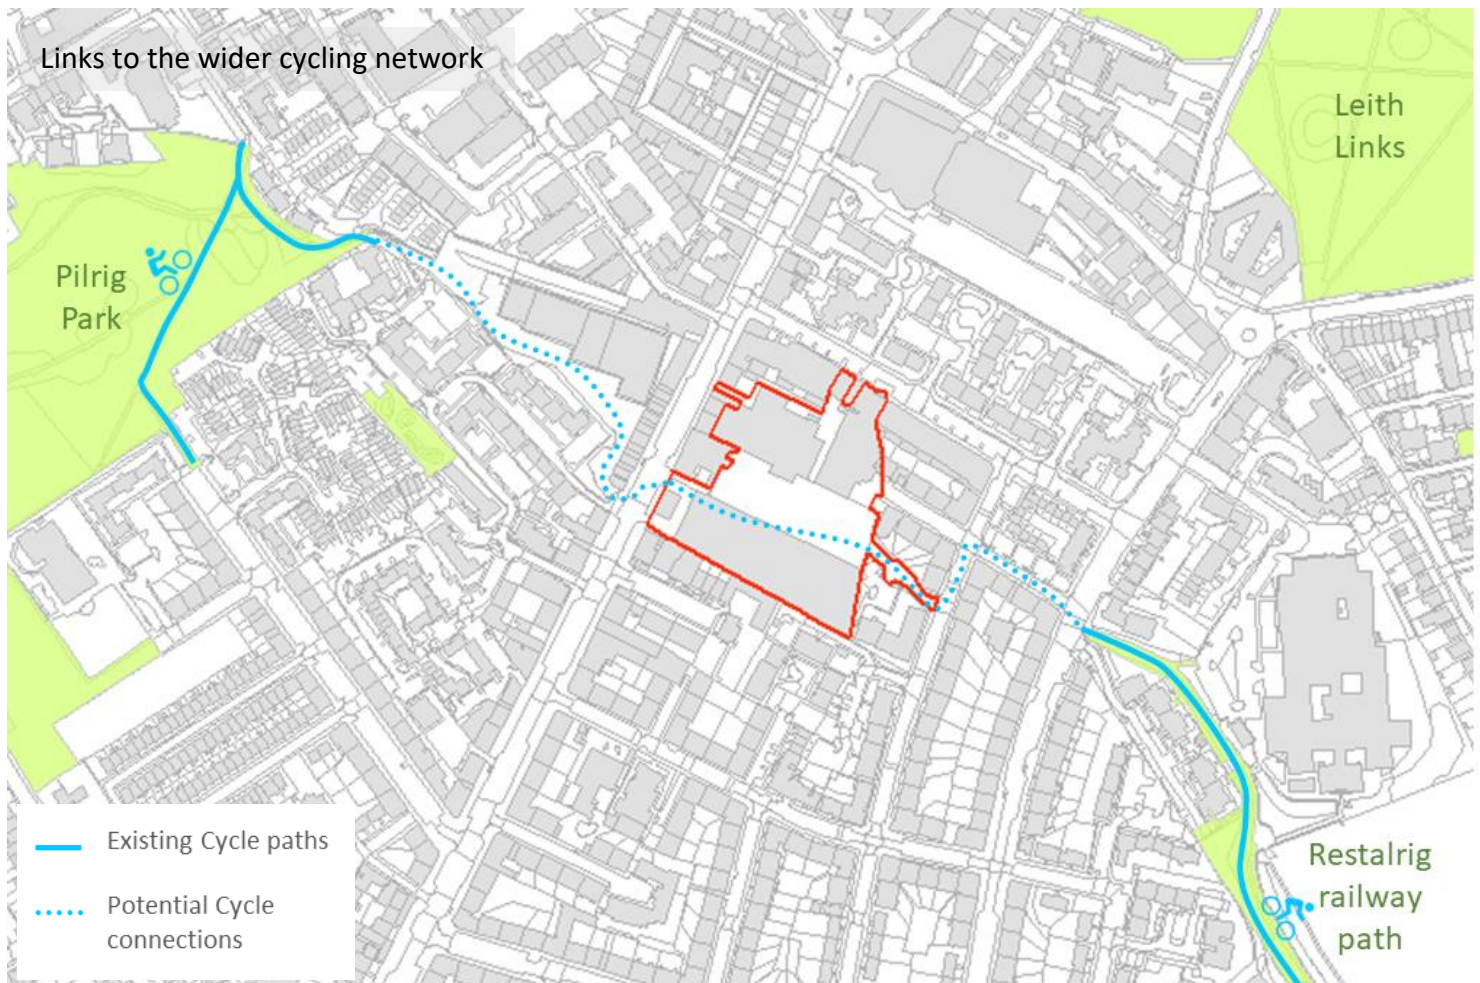 Links to the wider cycling network
Leith
Links
Pilrig
Park
Existing Cycle paths
Potential Cycle
connections
Restalrig
railway
path